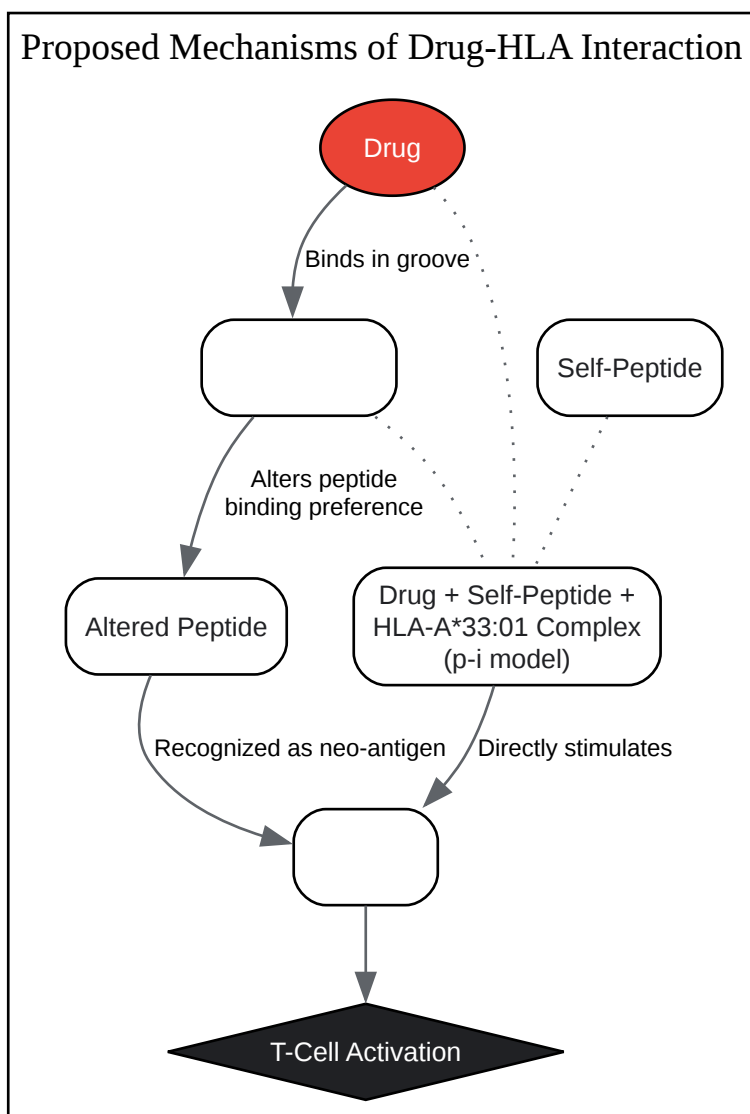 Proposed Mechanisms of Drug-HLA Interaction
Drug
Binds in groove
Self-Peptide
Alters peptide
binding preference
Altered Peptide
Drug + Self-Peptide +
HLA-A*33:01 Complex
(p-i model)
Recognized as neo-antigen
Directly stimulates
T-Cell Activation